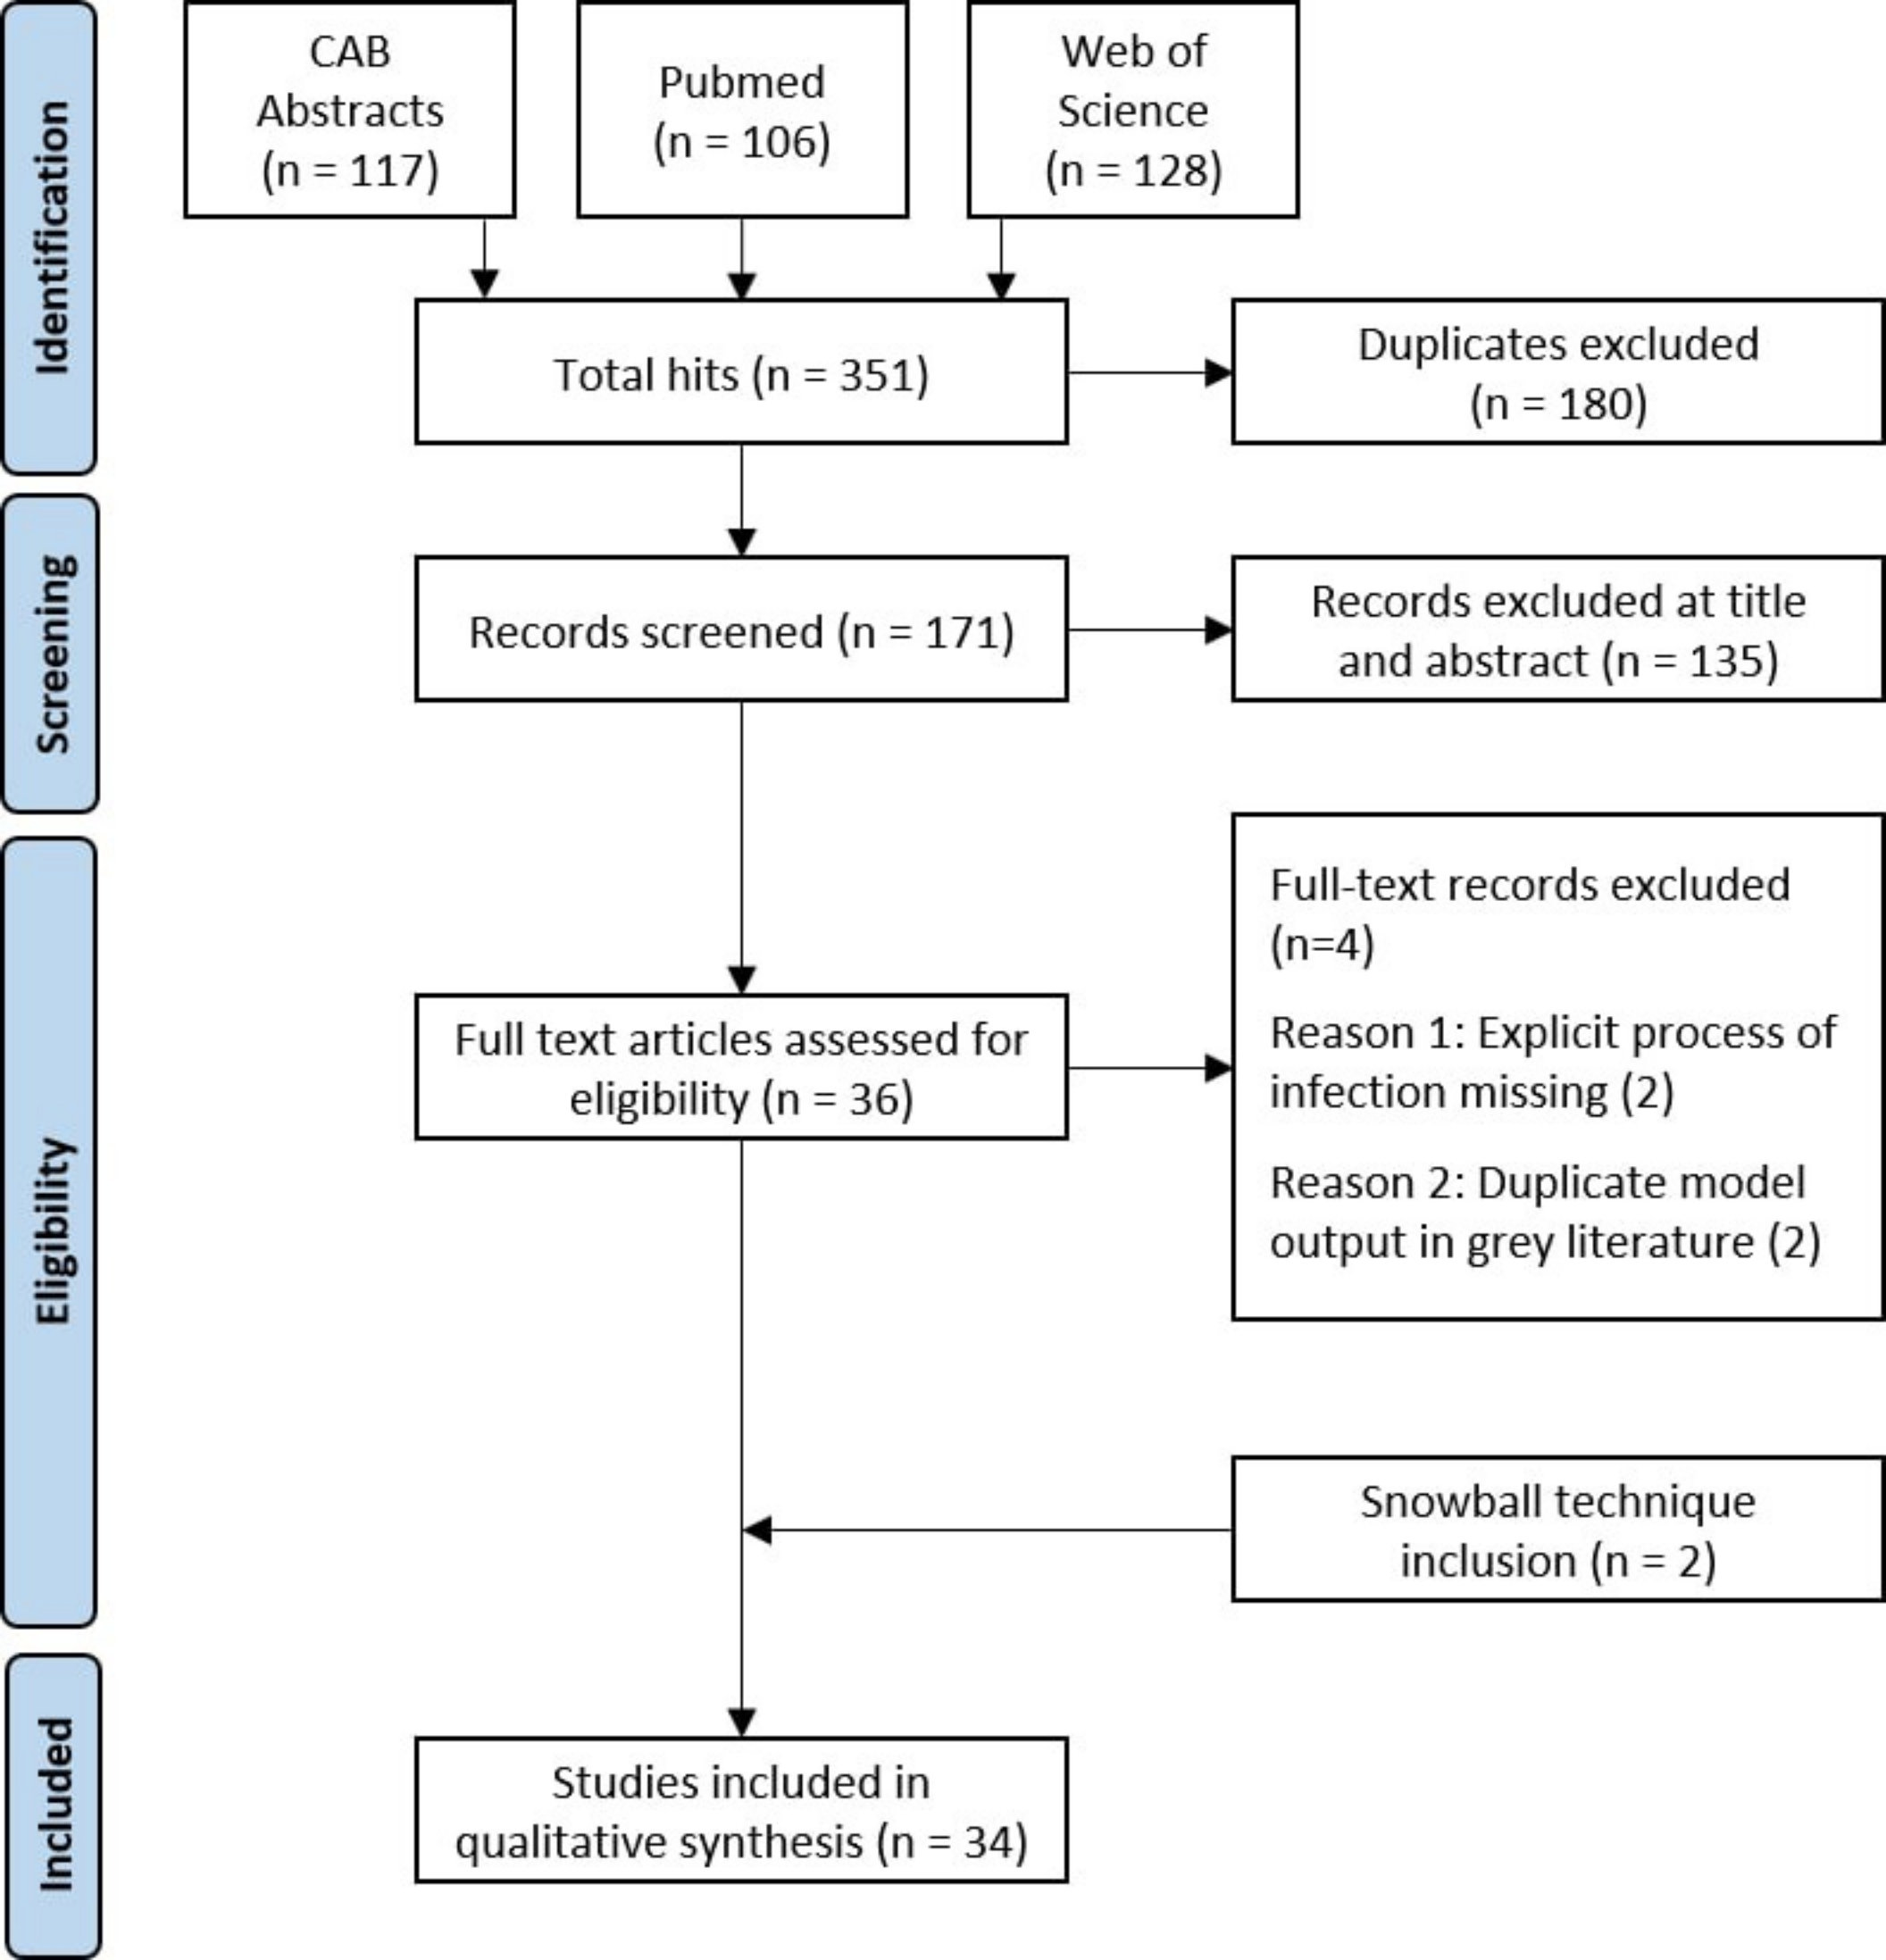 Identification
CAB
Abstracts
(n = 117)
Pubmed
(n = 106)
Web of
Science
(n = 128)
Total hits (n = 351)
Duplicates excluded
(n = 180)
Screening
Records screened (n = 171)
Records excluded at title
and abstract (n = 135)
Eligibility
Full text articles assessed for
eligibility (n = 36)
Full-text records excluded
(n=4)
Reason 1: Explicit process of
infection missing (2)
Reason 2: Duplicate model
output in grey literature (2)
Snowball technique
inclusion (n = 2)
Included
Studies included in
qualitative synthesis (n = 34)